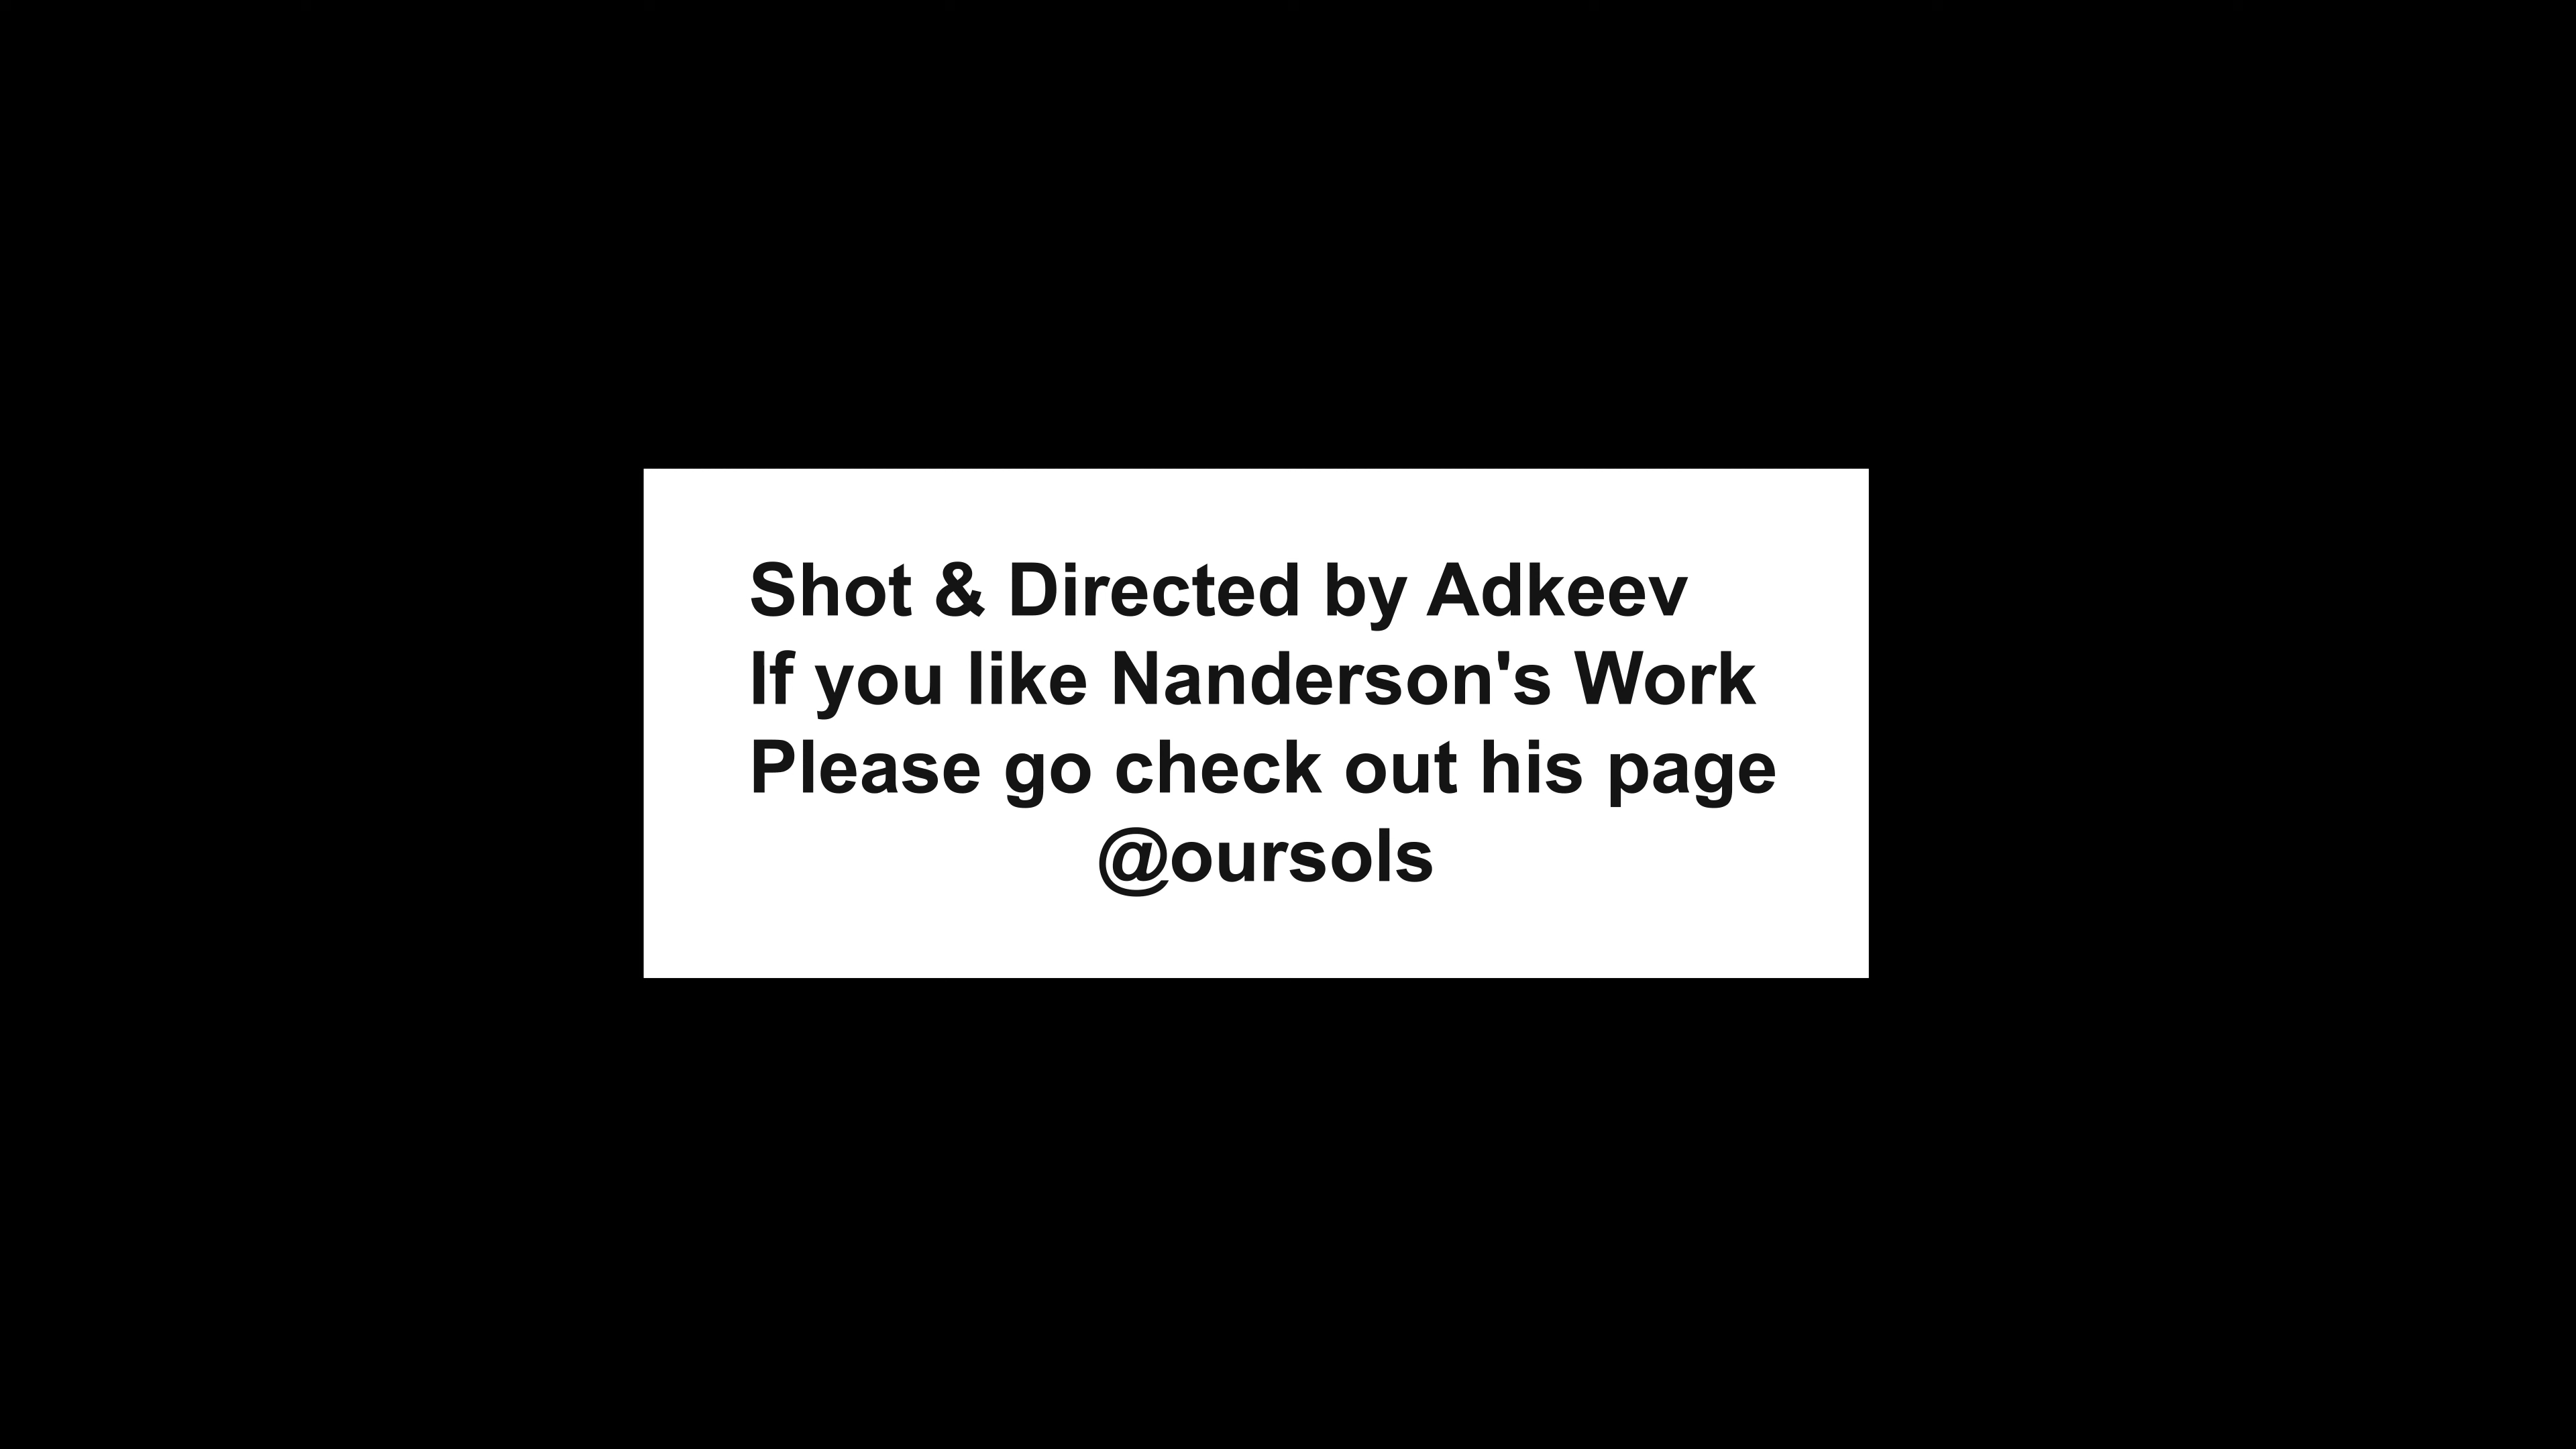 Shot & Directed by Adkeev
If you like Nanderson's Work
Please go check out his page
@oursols